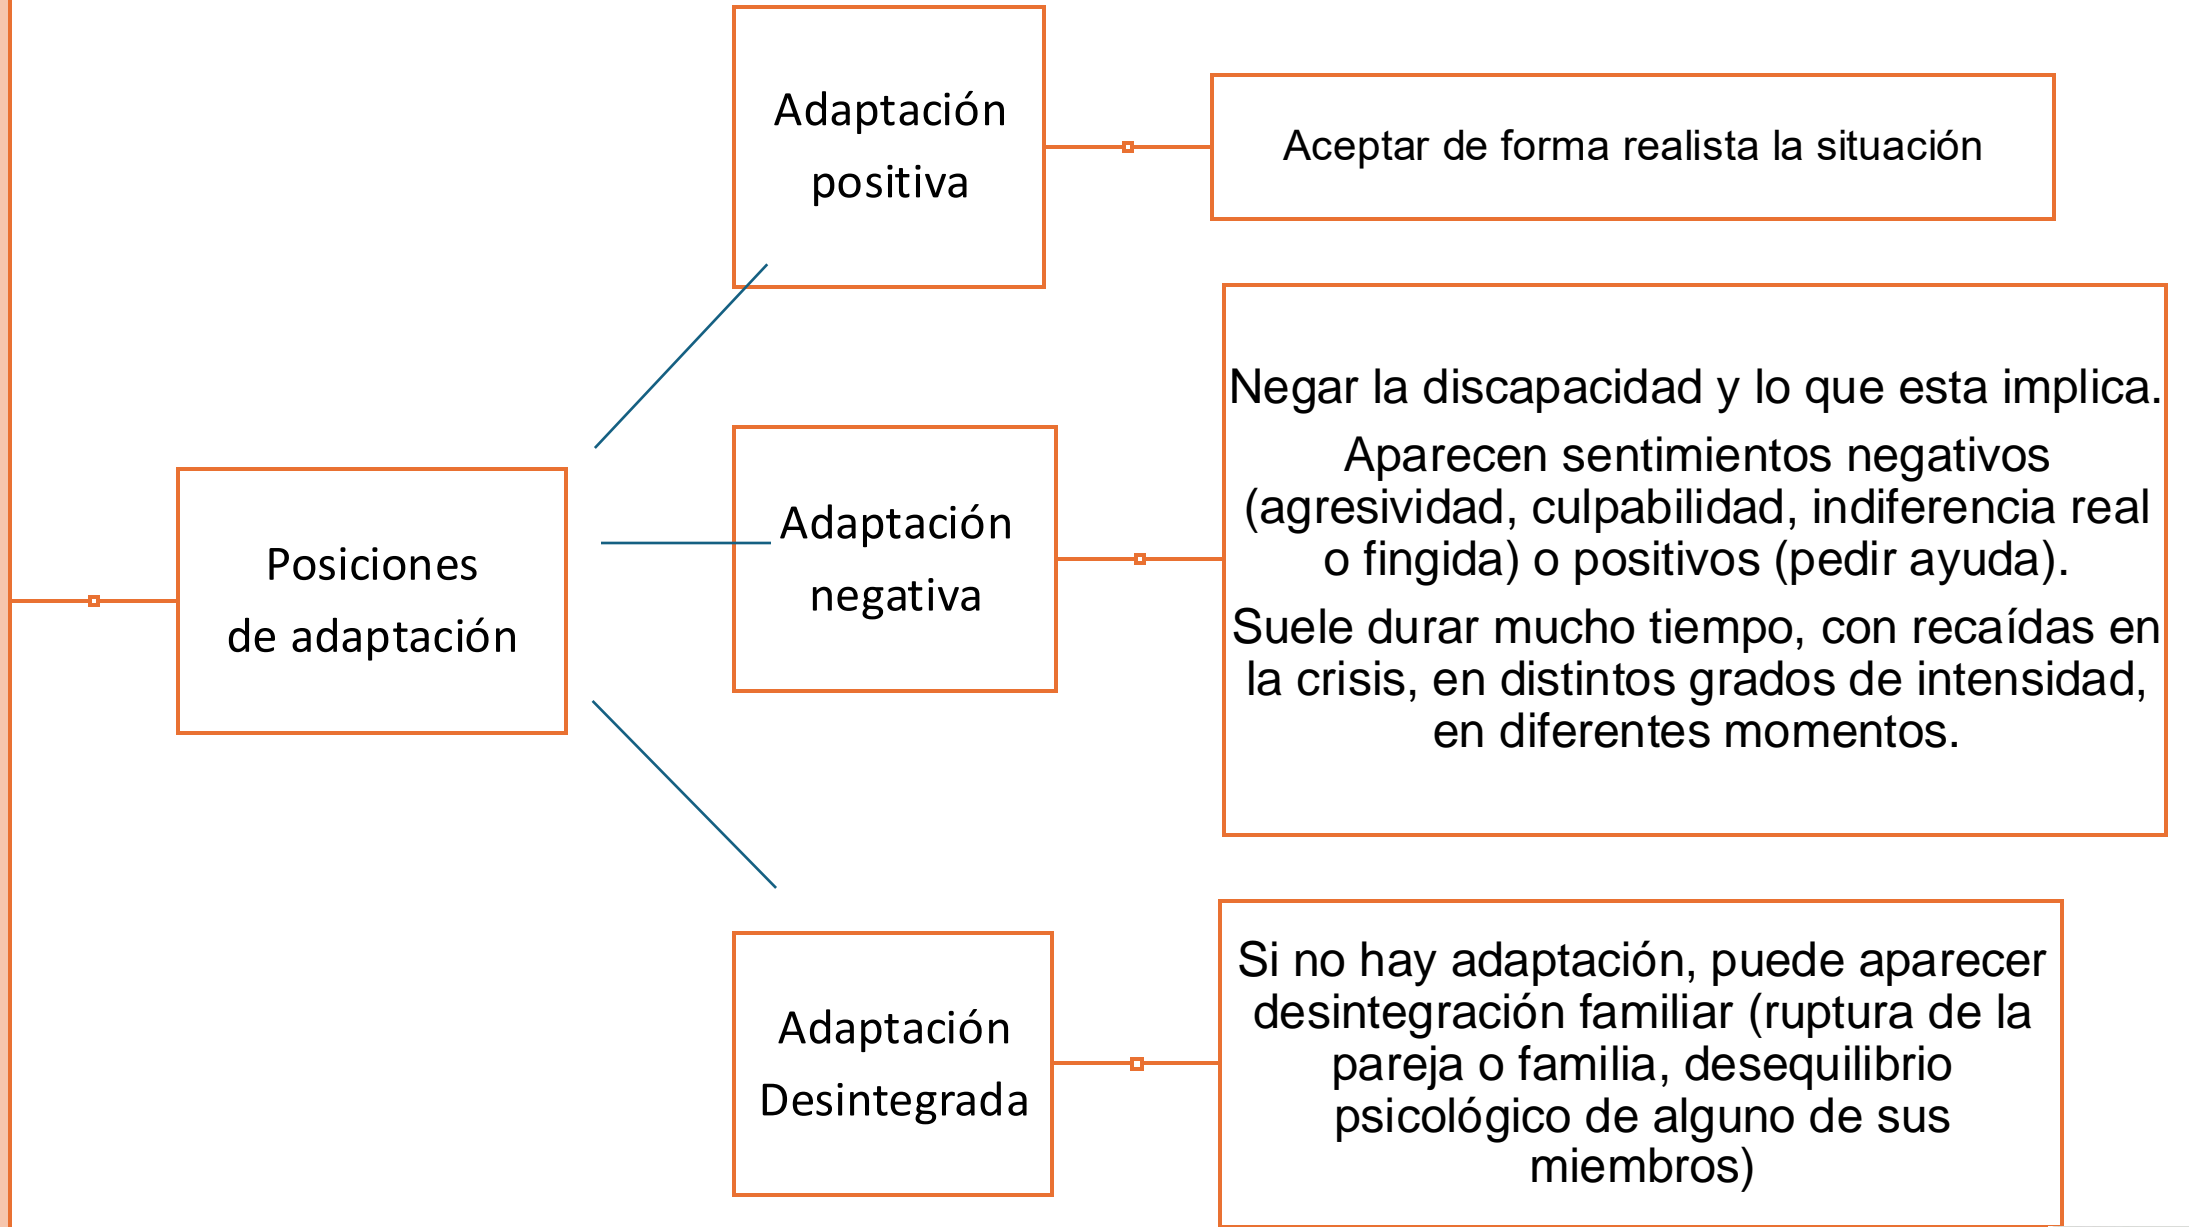 Adaptación
positiva
Aceptar de forma realista la situación
Posiciones
de adaptación
Adaptación
negativa
Negar la discapacidad y lo que esta implica.
Aparecen sentimientos negativos
(agresividad, culpabilidad, indiferencia real
o fingida) o positivos (pedir ayuda).
Suele durar mucho tiempo, con recaídas en
la crisis, en distintos grados de intensidad,
en diferentes momentos.
Adaptación
Desintegrada
Si no hay adaptación, puede aparecer
desintegración familiar (ruptura de la
pareja o familia, desequilibrio
psicológico de alguno de sus
miembros)